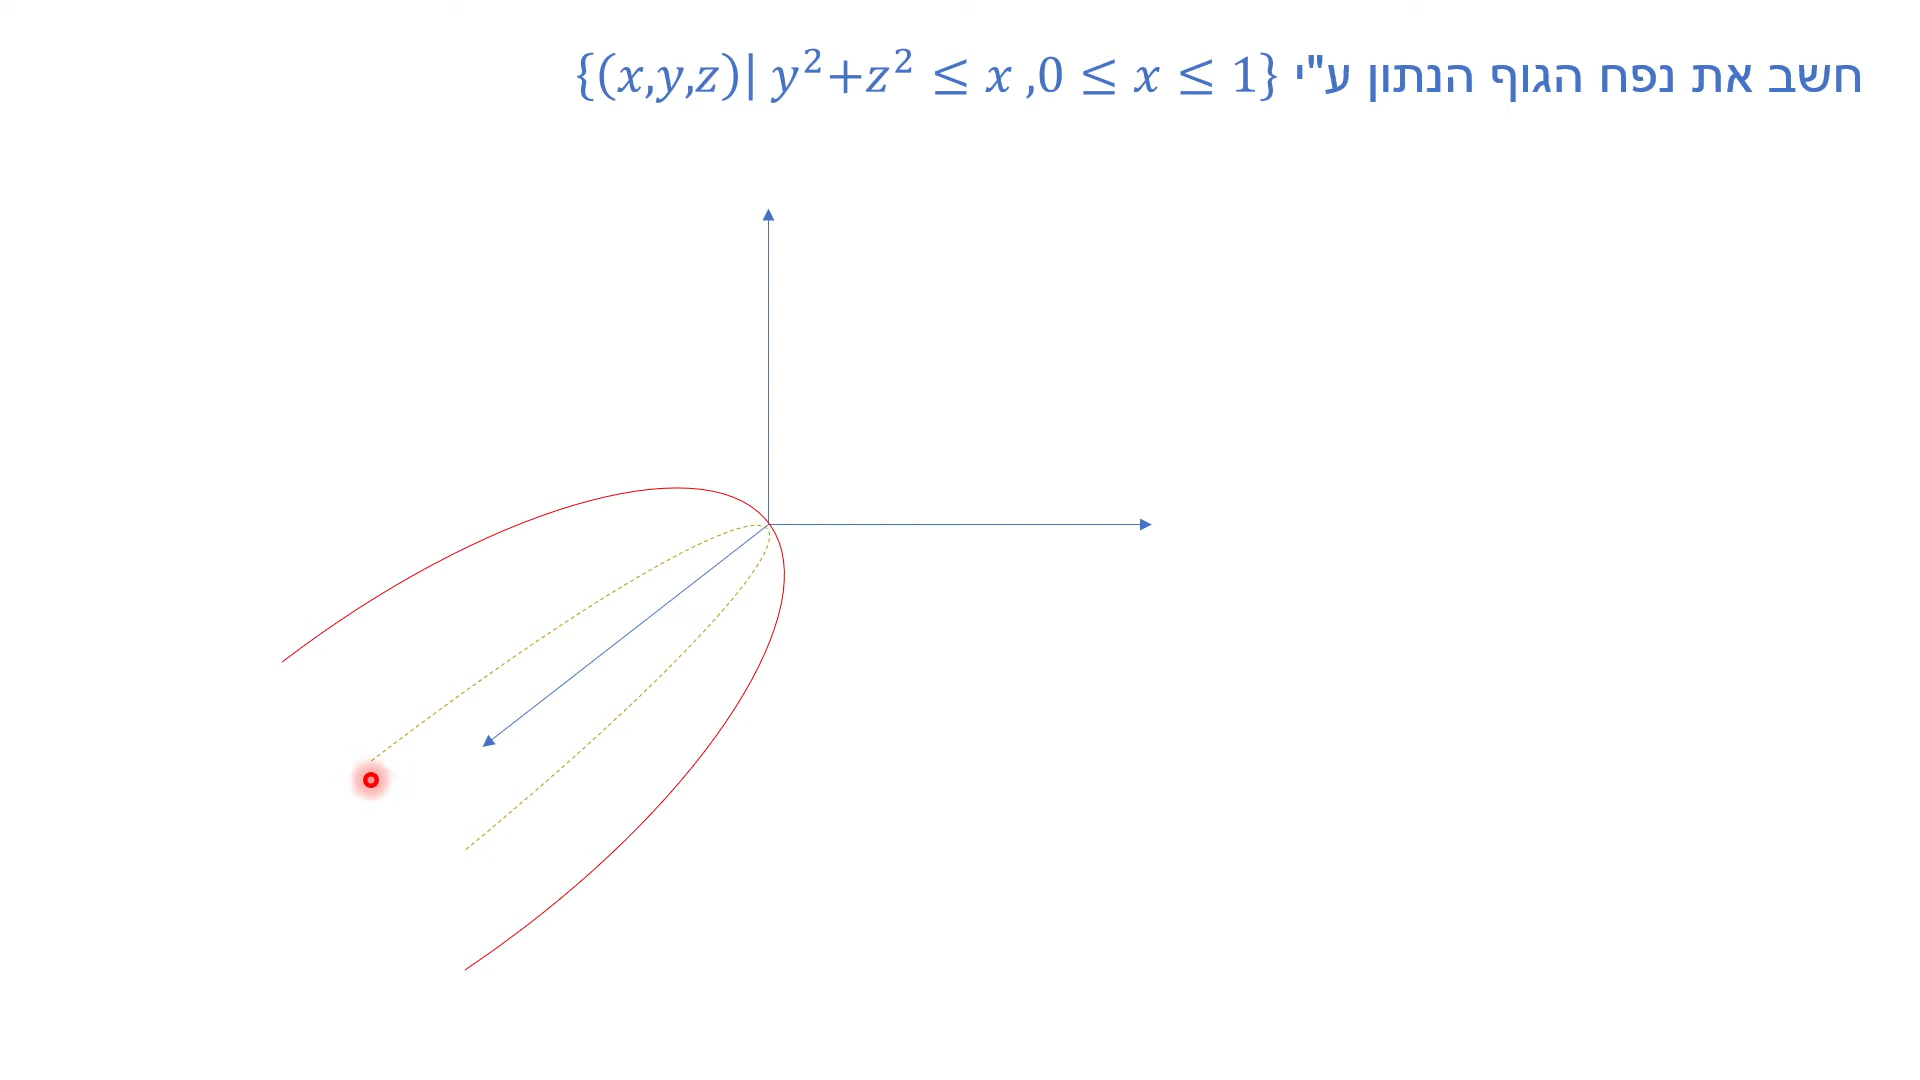 חשב את נפח הגוף הנתון ע"י {(x,y,z)| y²+z² ≤ x ,0 ≤ x ≤ 1}